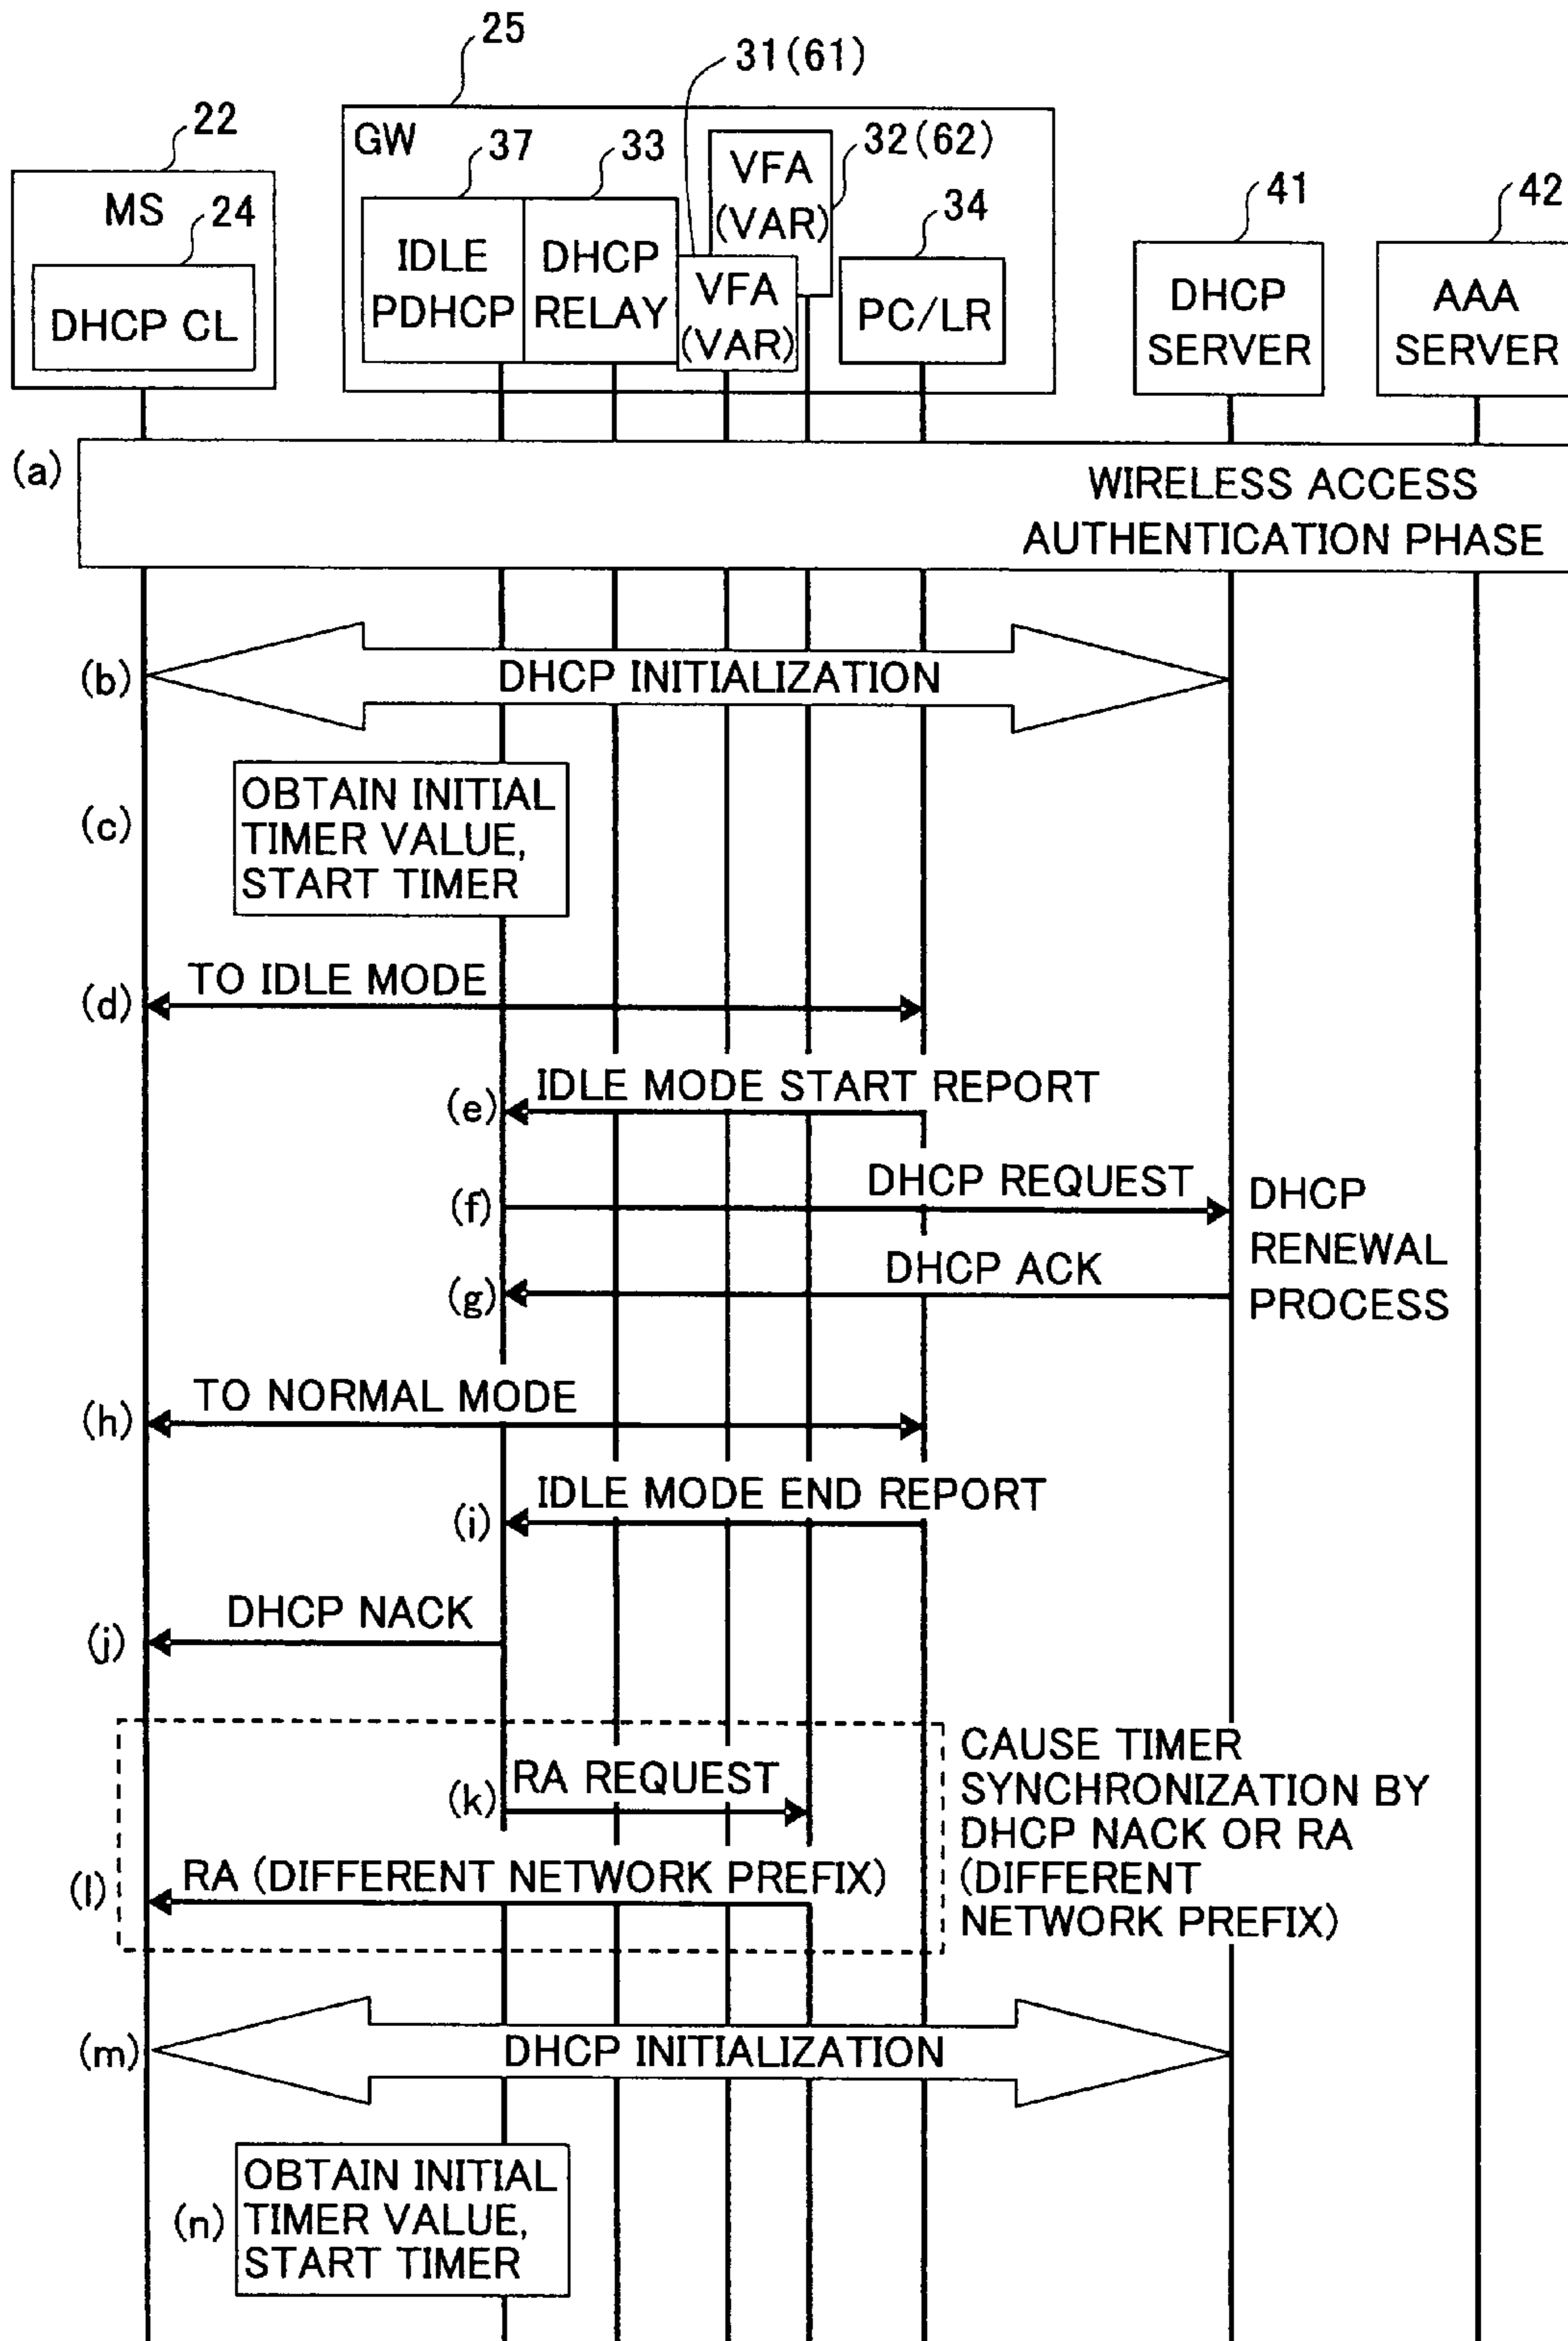 25
31(61)
22
GW
37
33
VFA
(VAR)
32(62)
MS
24
34
41
42
DHCP CL
IDLE
PDHCP
DHCP
RELAY
VFA
(VAR)
PC/LR
DHCP
SERVER
AAA
SERVER
(a)
WIRELESS ACCESS
AUTHENTICATION PHASE
(b)
DHCP INITIALIZATION
(c)
OBTAIN INITIAL
TIMER VALUE,
START TIMER
(d)
TO IDLE MODE
(e)
IDLE MODE START REPORT
(f)
DHCP REQUEST
DHCP
RENEWAL
PROCESS
(g)
DHCP ACK
(h)
TO NORMAL MODE
(i)
IDLE MODE END REPORT
(j)
DHCP NACK
(k)
RA REQUEST
CAUSE TIMER
SYNCHRONIZATION BY
DHCP NACK OR RA
(DIFFERENT
NETWORK PREFIX)
(l)
RA (DIFFERENT NETWORK PREFIX)
(m)
DHCP INITIALIZATION
(n)
OBTAIN INITIAL
TIMER VALUE,
START TIMER